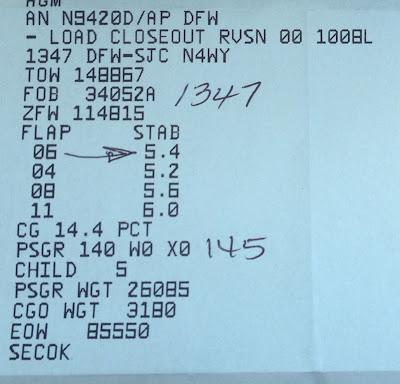 AGM
AN N9420D/AP DFW
- LOAD CLOSEOUT RVSN 00 100BL
1347 DFW-SJC N4WY
TOW 148867
FOB 34052A 1347
ZFW 114815
FLAP STAB
06 5.4
04 5.2
08 5.6
11 6.0
CG 14.4 PCT
PSGR 140 W0 X0 145
CHILD 5
PSGR WGT 26085
CGO WGT 3180
EOW 85550
SECOK